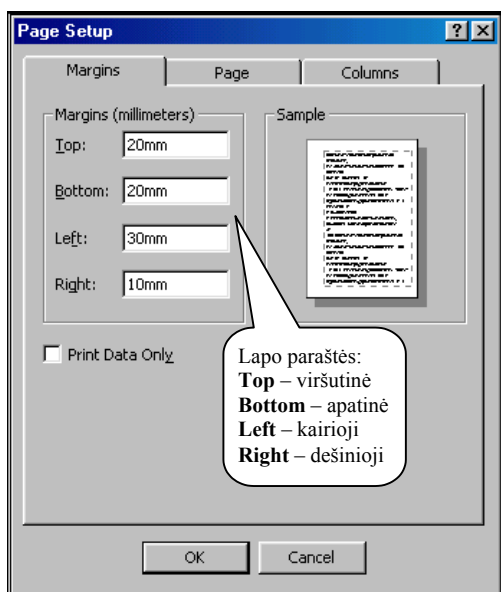 Page Setup
Margins Page Columns
Margins (millimeters) Sample
Top: 20mm
Bottom: 20mm
Left: 30mm
Right: 10mm
Print Data Only
Lapo paraštės:
Top – viršutinė
Bottom – apatinė
Left – kairioji
Right – dešinioji
OK Cancel